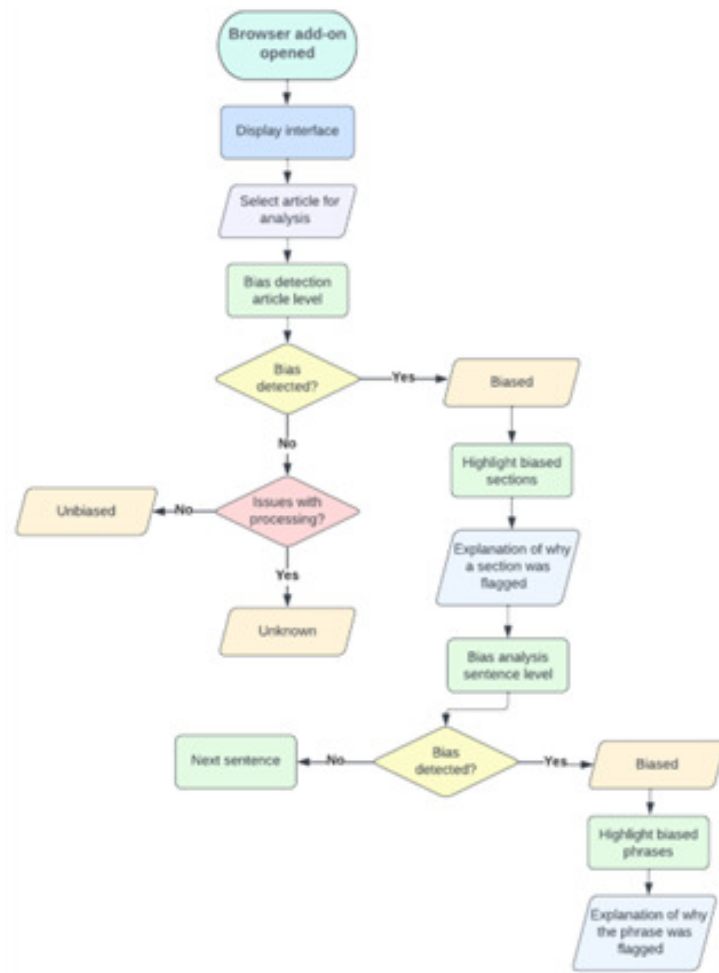 Browser add-on
opened
Display interface
Select article for
analysis
Bias detection
article level
Bias
detected?
Yes
Biased
No
Highlight biased
sections
Issues with
processing?
No
Unbiased
Yes
Explanation of why
a section was
flagged
Unknown
Bias analysis
sentence level
Bias
detected?
No
Next sentence
Yes
Biased
Highlight biased
phrases
Explanation of why
the phrase was
flagged